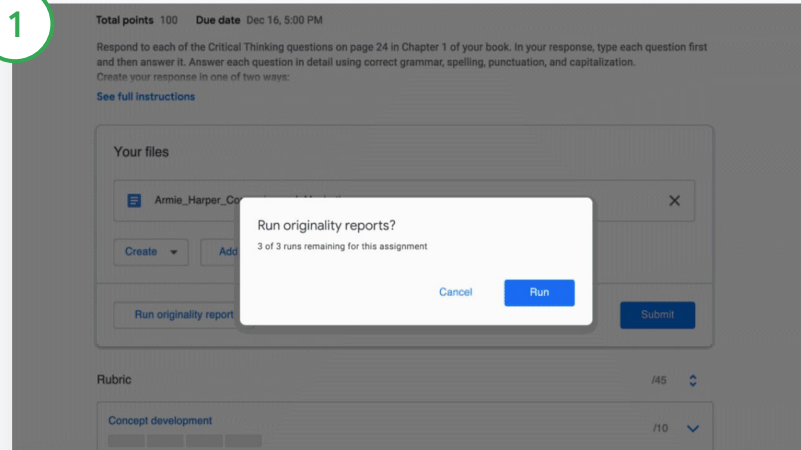 1
Total points 100 Due date Dec 16, 5:00 PM
Respond to each of the Critical Thinking questions on page 24 in Chapter 1 of your book. In your response, type each question first
and then answer it. Answer each question in detail using correct grammar, spelling, punctuation, and capitalization.
Create your response in one of two ways:
See full instructions
Your files
Armie_Harper_Co
Create
Add
Run originality reports?
3 of 3 runs remaining for this assignment
Cancel
Run
Run originality report
Submit
Rubric
/45
Concept development
/10